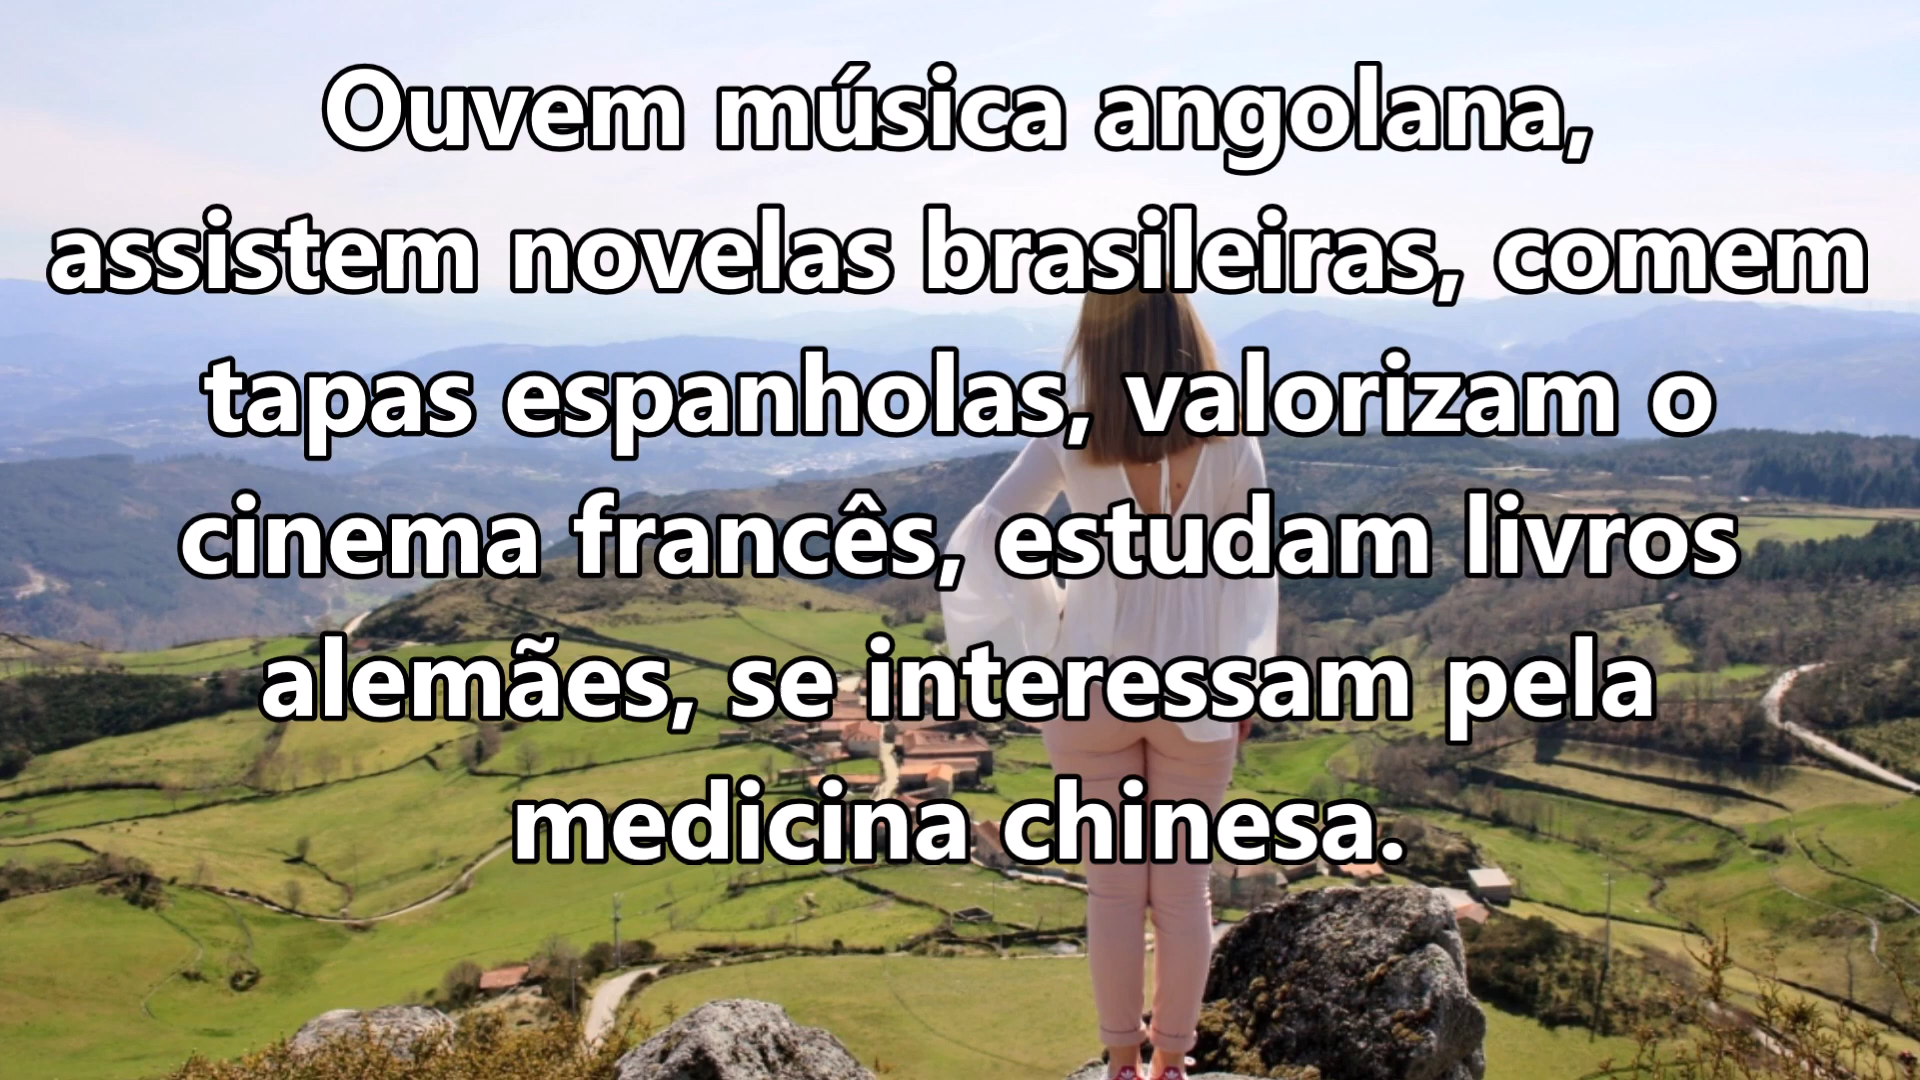 Ouvem música angolana,
assistem novelas brasileiras, comem
tapas espanholas, valorizam o
cinema francês, estudam livros
alemães, se interessam pela
medicina chinesa.